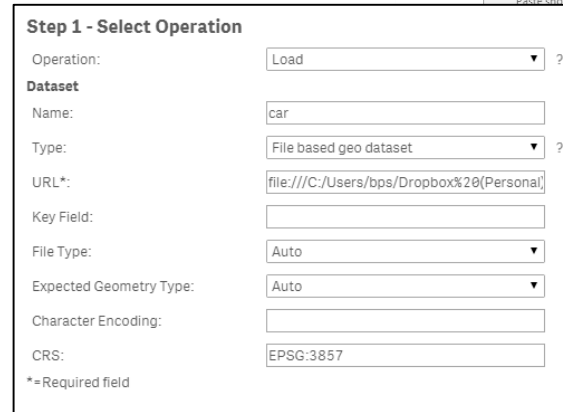 Step 1 - Select Operation
Operation: Load ?
Dataset
Name: car
Type: File based geo dataset ?
URL*: file:///C:/Users/bps/Dropbox%20(Personal)
Key Field:
File Type: Auto
Expected Geometry Type: Auto
Character Encoding:
CRS: EPSG:3857
*=Required field